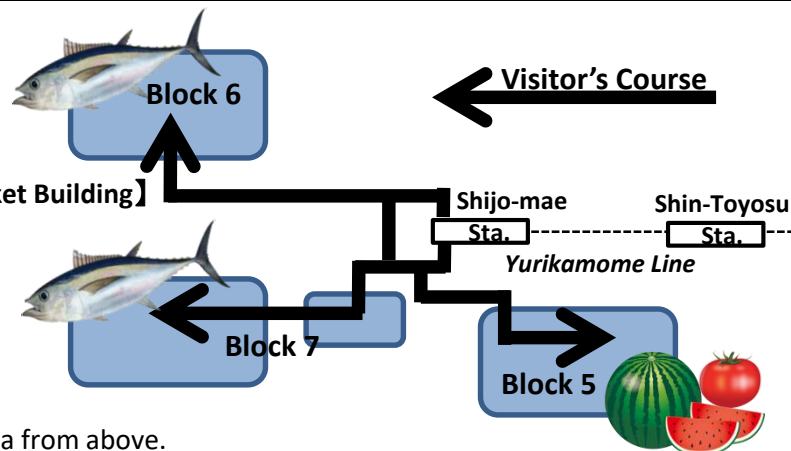 Block 6
Visitor's Course
ket Building】
Shijo-mae
Shin-Toyosu
Sta.
Sta.
Yurikamome Line
Block 7
Block 5
a from above.